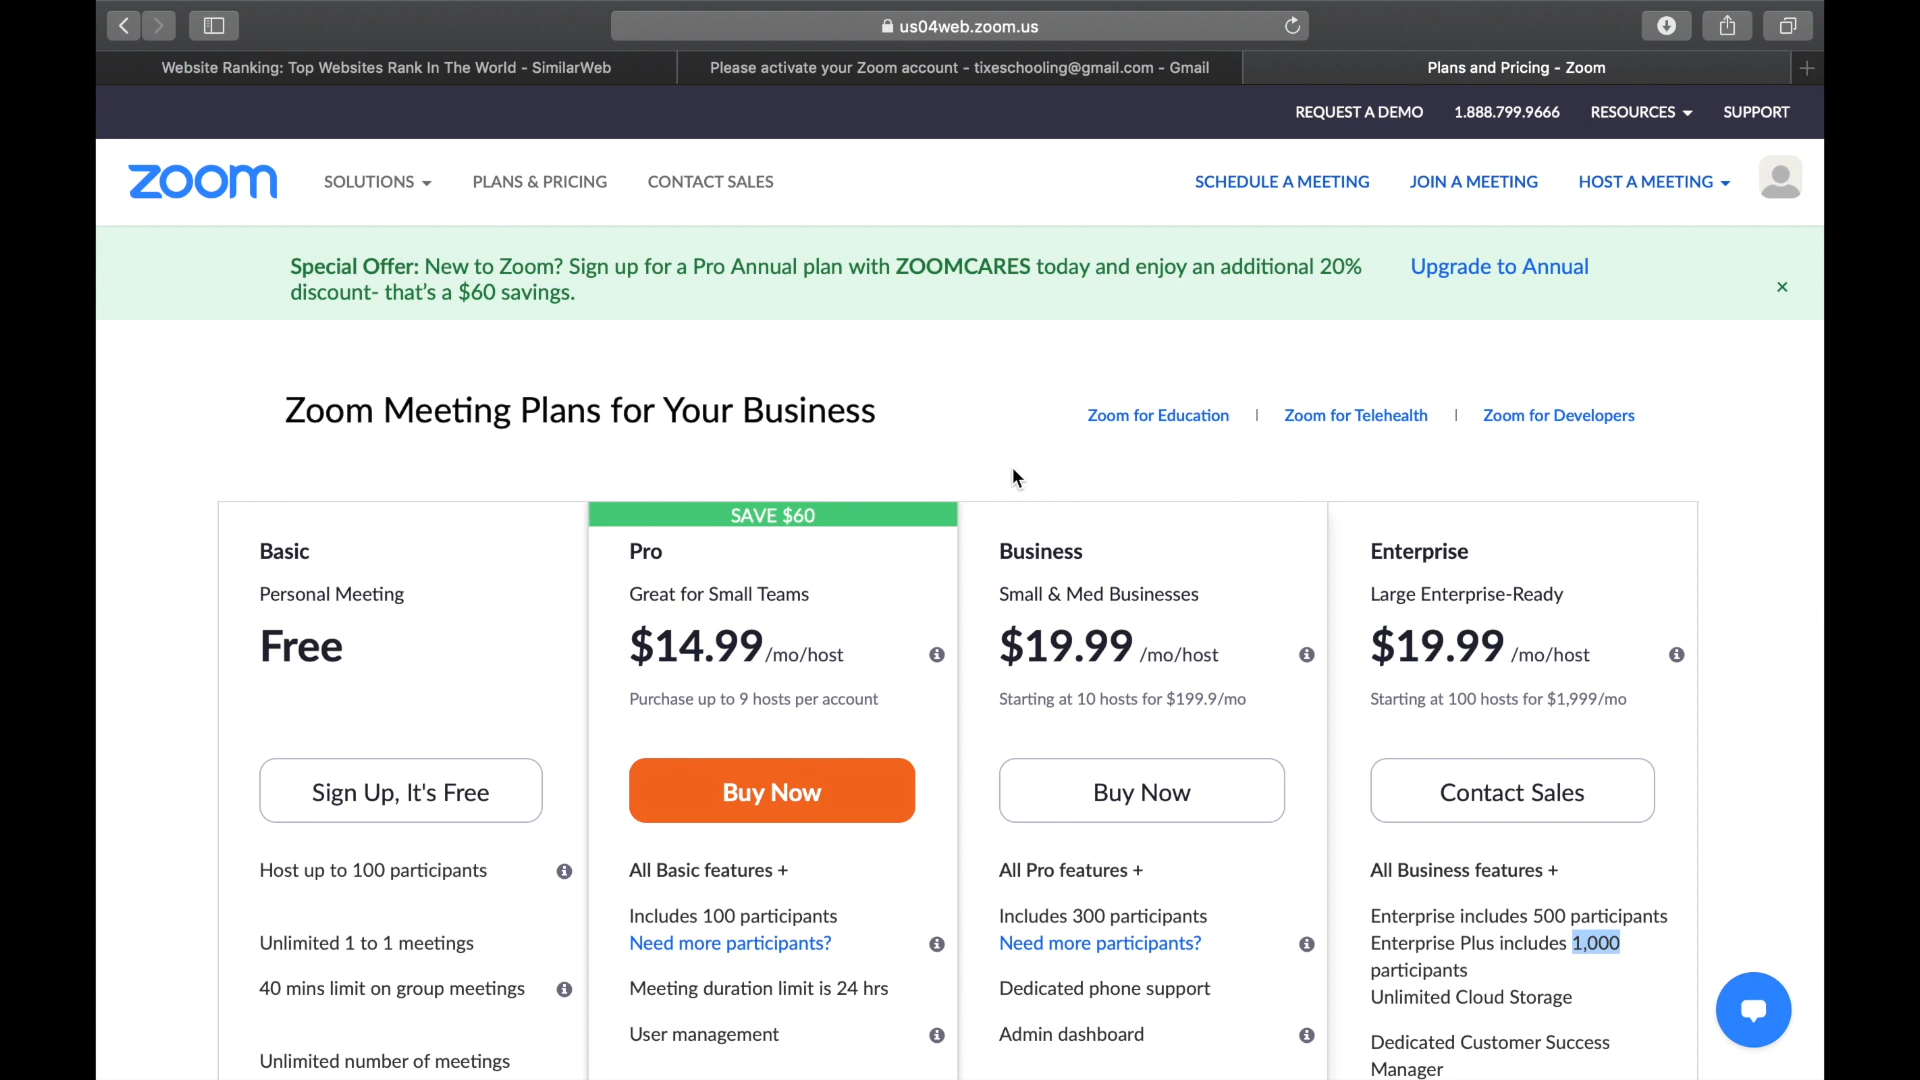 us04web.zoom.us
Website Ranking: Top Websites Rank In The World - SimilarWeb
Please activate your Zoom account - tixeschooling@gmail.com - Gmail
Plans and Pricing - Zoom
REQUEST A DEMO
1.888.799.9666
RESOURCES
SUPPORT
zoom
SOLUTIONS
PLANS & PRICING
CONTACT SALES
SCHEDULE A MEETING
JOIN A MEETING
HOST A MEETING
Special Offer: New to Zoom? Sign up for a Pro Annual plan with ZOOMCARES today and enjoy an additional 20%
discount- that's a $60 savings.
Upgrade to Annual
Zoom Meeting Plans for Your Business
Zoom for Education | Zoom for Telehealth | Zoom for Developers
Basic
Personal Meeting
Free
Sign Up, It's Free
Host up to 100 participants
Unlimited 1 to 1 meetings
40 mins limit on group meetings
Unlimited number of meetings
SAVE $60
Pro
Great for Small Teams
$14.99 /mo/host
Purchase up to 9 hosts per account
Buy Now
All Basic features +
Includes 100 participants
Need more participants?
Meeting duration limit is 24 hrs
User management
Business
Small & Med Businesses
$19.99 /mo/host
Starting at 10 hosts for $199.9/mo
Buy Now
All Pro features +
Includes 300 participants
Need more participants?
Dedicated phone support
Admin dashboard
Enterprise
Large Enterprise-Ready
$19.99 /mo/host
Starting at 100 hosts for $1,999/mo
Contact Sales
All Business features +
Enterprise includes 500 participants
Enterprise Plus includes 1,000
participants
Unlimited Cloud Storage
Dedicated Customer Success
Manager